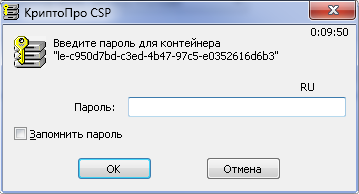 КриптоПро CSP
0:09:50
Введите пароль для контейнера
"le-c950d7bd-c3ed-4b47-97c5-e0352616d6b3"
RU
Пароль:
Запомнить пароль
OK
Отмена